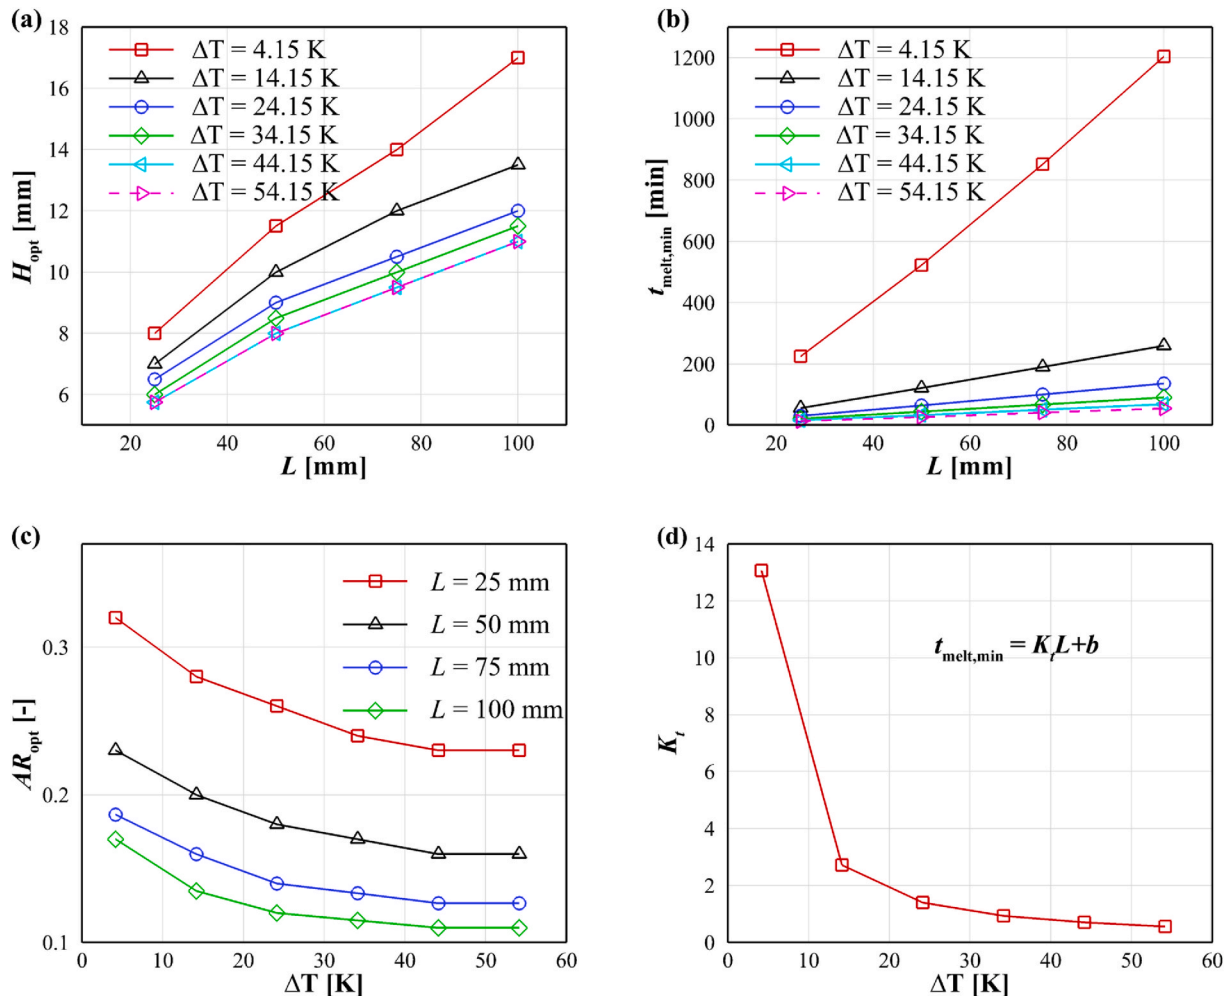 (a)
18
16
14
12
10
8
6
H_opt [mm]
ΔT = 4.15 K
ΔT = 14.15 K
ΔT = 24.15 K
ΔT = 34.15 K
ΔT = 44.15 K
ΔT = 54.15 K
20 40 60 80 100
L [mm]
(b)
1200
1000
800
600
400
200
0
t_melt,min [min]
ΔT = 4.15 K
ΔT = 14.15 K
ΔT = 24.15 K
ΔT = 34.15 K
ΔT = 44.15 K
ΔT = 54.15 K
20 40 60 80 100
L [mm]
(c)
0.3
0.2
0.1
AR_opt [-]
L = 25 mm
L = 50 mm
L = 75 mm
L = 100 mm
0 10 20 30 40 50 60
ΔT [K]
(d)
14
12
10
8
6
4
2
0
K_t
t_melt,min = K_tL+b
0 10 20 30 40 50 60
ΔT [K]